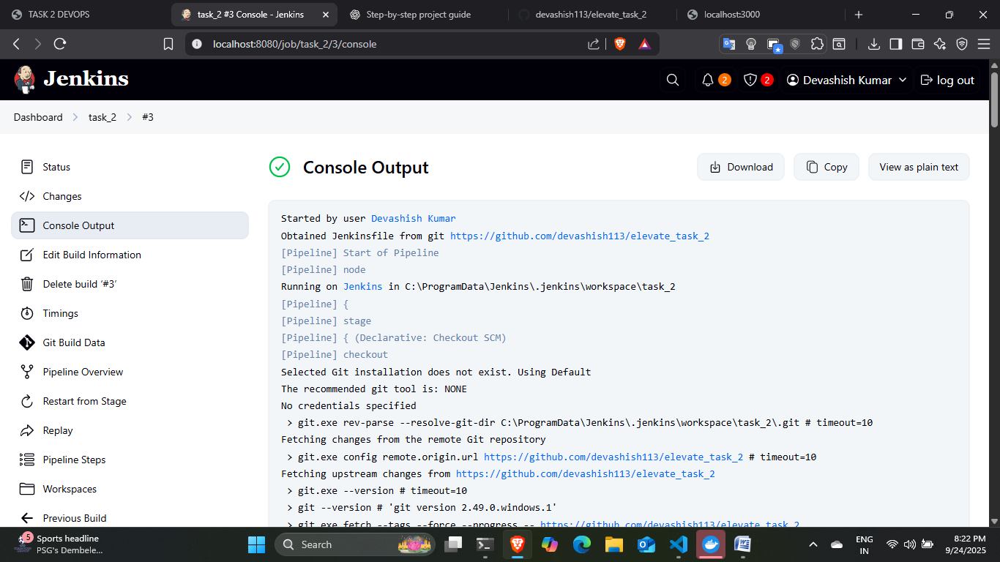 TASK 2 DEVOPS
task_2 #3 Console - Jenkins
Step-by-step project guide
devashish113/elevate_task_2
localhost:3000
localhost:8080/job/task_2/3/console
Jenkins
2
2
Devashish Kumar
log out
Dashboard
task_2
#3
Status
Changes
Console Output
Edit Build Information
Delete build ‘#3’
Timings
Git Build Data
Pipeline Overview
Restart from Stage
Replay
Pipeline Steps
Workspaces
Previous Build
Console Output
Download
Copy
View as plain text
Started by user Devashish Kumar
Obtained Jenkinsfile from git https://github.com/devashish113/elevate_task_2
[Pipeline] Start of Pipeline
[Pipeline] node
Running on Jenkins in C:\ProgramData\Jenkins\.jenkins\workspace\task_2
[Pipeline] {
[Pipeline] stage
[Pipeline] { (Declarative: Checkout SCM)
[Pipeline] checkout
Selected Git installation does not exist. Using Default
The recommended git tool is: NONE
No credentials specified
> git.exe rev-parse --resolve-git-dir C:\ProgramData\Jenkins\.jenkins\workspace\task_2\.git # timeout=10
Fetching changes from the remote Git repository
> git.exe config remote.origin.url https://github.com/devashish113/elevate_task_2 # timeout=10
Fetching upstream changes from https://github.com/devashish113/elevate_task_2
> git.exe --version # timeout=10
> git --version # 'git version 2.49.0.windows.1'
> git.exe fetch --tags --force --progress -- https://github.com/devashish113/elevate_task_2
5
Sports headline
PSG's Dembele...
Search
ENG
IN
8:22 PM
9/24/2025